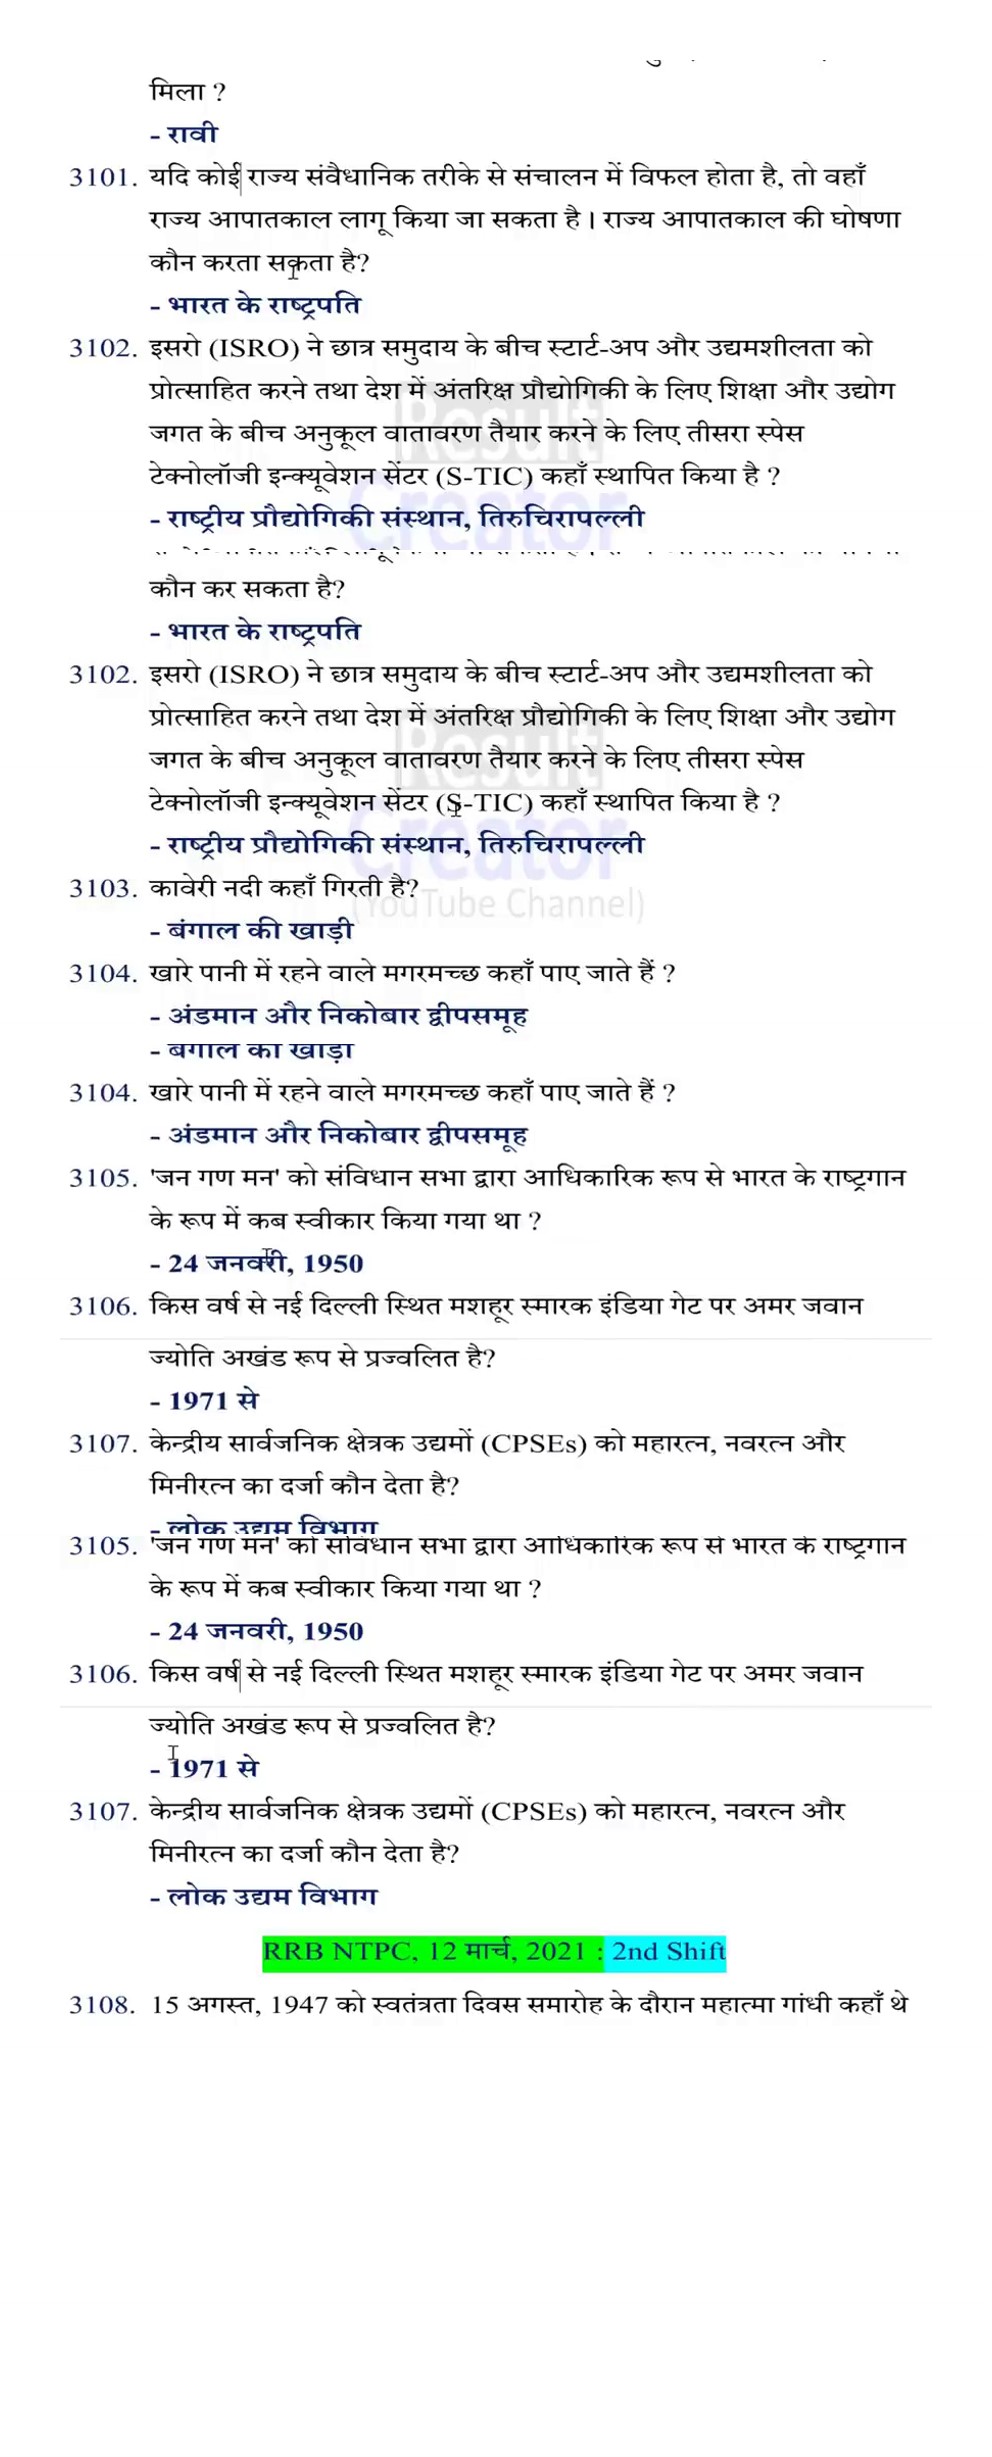 मिला ?
- रावी
3101. यदि कोई राज्य संवैधानिक तरीके से संचालन में विफल होता है, तो वहाँ
राज्य आपातकाल लागू किया जा सकता है। राज्य आपातकाल की घोषणा
कौन करता सकता है?
- भारत के राष्ट्रपति
3102. इसरो (ISRO) ने छात्र समुदाय के बीच स्टार्ट-अप और उद्यमशीलता को
प्रोत्साहित करने तथा देश में अंतरिक्ष प्रौद्योगिकी के लिए शिक्षा और उद्योग
जगत के बीच अनुकूल वातावरण तैयार करने के लिए तीसरा स्पेस
टेक्नोलॉजी इन्क्यूवेशन सेंटर (S-TIC) कहाँ स्थापित किया है ?
- राष्ट्रीय प्रौद्योगिकी संस्थान, तिरुचिरापल्ली
Result
Creator
कौन कर सकता है?
- भारत के राष्ट्रपति
3102. इसरो (ISRO) ने छात्र समुदाय के बीच स्टार्ट-अप और उद्यमशीलता को
प्रोत्साहित करने तथा देश में अंतरिक्ष प्रौद्योगिकी के लिए शिक्षा और उद्योग
जगत के बीच अनुकूल वातावरण तैयार करने के लिए तीसरा स्पेस
टेक्नोलॉजी इन्क्यूवेशन सेंटर (S-TIC) कहाँ स्थापित किया है ?
- राष्ट्रीय प्रौद्योगिकी संस्थान, तिरुचिरापल्ली
Result
Creator
(YouTube Channel)
3103. कावेरी नदी कहाँ गिरती है?
- बंगाल की खाड़ी
3104. खारे पानी में रहने वाले मगरमच्छ कहाँ पाए जाते हैं ?
- अंडमान और निकोबार द्वीपसमूह
- बंगाल की खाड़ी
3104. खारे पानी में रहने वाले मगरमच्छ कहाँ पाए जाते हैं ?
- अंडमान और निकोबार द्वीपसमूह
3105. 'जन गण मन' को संविधान सभा द्वारा आधिकारिक रूप से भारत के राष्ट्रगान
के रूप में कब स्वीकार किया गया था ?
- 24 जनवरी, 1950
3106. किस वर्ष से नई दिल्ली स्थित मशहूर स्मारक इंडिया गेट पर अमर जवान
ज्योति अखंड रूप से प्रज्वलित है?
- 1971 से
3107. केन्द्रीय सार्वजनिक क्षेत्रक उद्यमों (CPSEs) को महारत्न, नवरत्न और
मिनीरत्न का दर्जा कौन देता है?
- लोक उद्यम विभाग
3105. 'जन गण मन' को संविधान सभा द्वारा आधिकारिक रूप से भारत के राष्ट्रगान
के रूप में कब स्वीकार किया गया था ?
- 24 जनवरी, 1950
3106. किस वर्ष से नई दिल्ली स्थित मशहूर स्मारक इंडिया गेट पर अमर जवान
ज्योति अखंड रूप से प्रज्वलित है?
- 1971 से
3107. केन्द्रीय सार्वजनिक क्षेत्रक उद्यमों (CPSEs) को महारत्न, नवरत्न और
मिनीरत्न का दर्जा कौन देता है?
- लोक उद्यम विभाग
RRB NTPC, 12 मार्च, 2021 : 2nd Shift
3108. 15 अगस्त, 1947 को स्वतंत्रता दिवस समारोह के दौरान महात्मा गांधी कहाँ थे